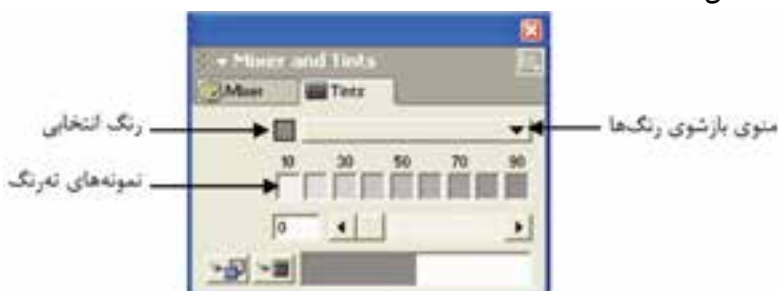 Mixer and Tints
Mixer Tints
منوی بازشوی رنگ‌ها
رنگ انتخابی
10 30 50 70 90
نمونه‌های ته‌رنگ
0